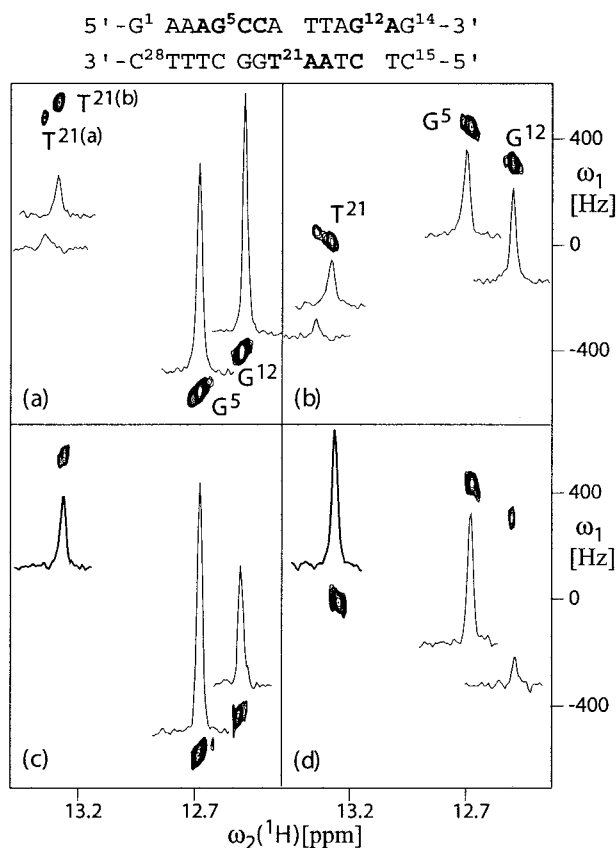 5'-G¹ AAAG⁵CCA TTAG¹²AG¹⁴-3'
3'-C²⁸TTTC GGT²¹AATC TC¹⁵-5'
T²¹⁽ᵇ⁾
T²¹⁽ᵃ⁾
G⁵
G¹²
T²¹
400
ω₁
[Hz]
0
-400
G¹²
G⁵
(a)
(b)
400
ω₁
[Hz]
0
-400
(c)
(d)
13.2
12.7
13.2
12.7
ω₂(¹H)[ppm]